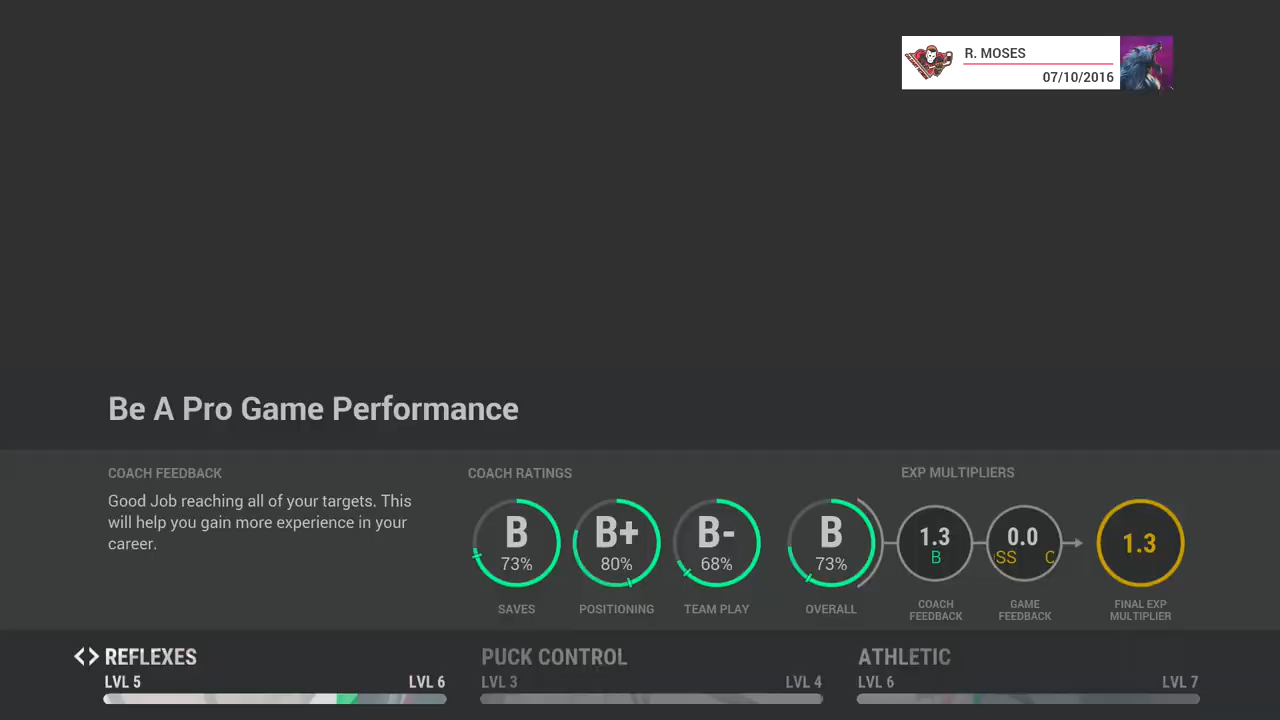 R. MOSES
07/10/2016
Be A Pro Game Performance
COACH FEEDBACK
Good Job reaching all of your targets. This
will help you gain more experience in your
career.
COACH RATINGS
B
73%
SAVES
B+
80%
POSITIONING
B-
68%
TEAM PLAY
B
73%
OVERALL
EXP MULTIPLIERS
1.3
B
COACH
FEEDBACK
0.0
SS C
GAME
FEEDBACK
1.3
FINAL EXP
MULTIPLIER
REFLEXES
LVL 5 LVL 6
PUCK CONTROL
LVL 3 LVL 4
ATHLETIC
LVL 6 LVL 7